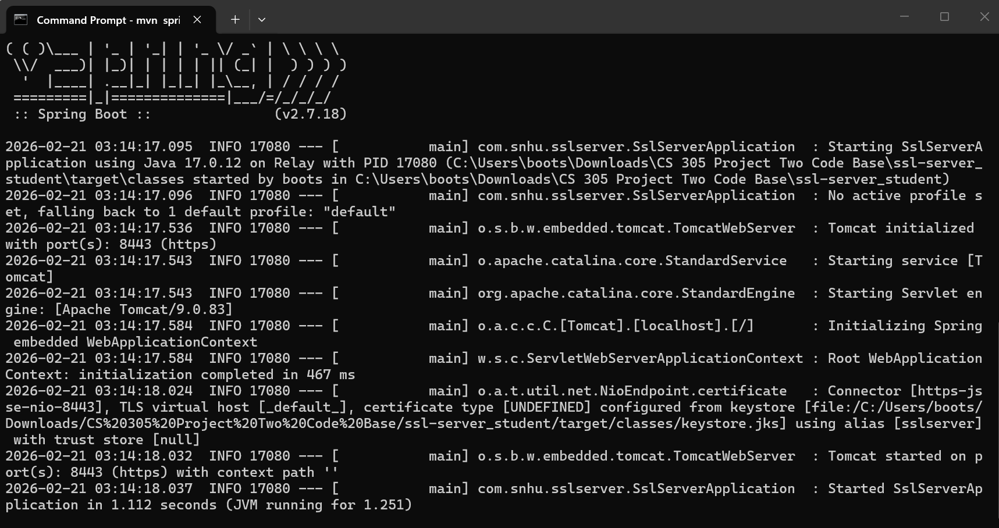 Command Prompt - mvn  spri
( ( )\___ | '_ | '_| | '_ \/ _` | \ \ \ \
 \\/  ___)| |_)| | | | | || (_| |  ) ) ) )
  '  |____| .__|_| |_|_| |_\__, | / / / /
 =========|_|==============|___/=/_/_/_/
 :: Spring Boot ::               (v2.7.18)
2026-02-21 03:14:17.095  INFO 17080 --- [           main] com.snhu.sslserver.SslServerApplication  : Starting SslServerA
pplication using Java 17.0.12 on Relay with PID 17080 (C:\Users\boots\Downloads\CS 305 Project Two Code Base\ssl-server_
student\target\classes started by boots in C:\Users\boots\Downloads\CS 305 Project Two Code Base\ssl-server_student)
2026-02-21 03:14:17.096  INFO 17080 --- [           main] com.snhu.sslserver.SslServerApplication  : No active profile s
et, falling back to 1 default profile: "default"
2026-02-21 03:14:17.536  INFO 17080 --- [           main] o.s.b.w.embedded.tomcat.TomcatWebServer  : Tomcat initialized
with port(s): 8443 (https)
2026-02-21 03:14:17.543  INFO 17080 --- [           main] o.apache.catalina.core.StandardService   : Starting service [T
omcat]
2026-02-21 03:14:17.543  INFO 17080 --- [           main] org.apache.catalina.core.StandardEngine  : Starting Servlet en
gine: [Apache Tomcat/9.0.83]
2026-02-21 03:14:17.584  INFO 17080 --- [           main] o.a.c.c.C.[Tomcat].[localhost].[/]       : Initializing Spring
 embedded WebApplicationContext
2026-02-21 03:14:17.584  INFO 17080 --- [           main] w.s.c.ServletWebServerApplicationContext : Root WebApplication
Context: initialization completed in 467 ms
2026-02-21 03:14:18.024  INFO 17080 --- [           main] o.a.t.util.net.NioEndpoint.certificate   : Connector [https-js
se-nio-8443], TLS virtual host [_default_], certificate type [UNDEFINED] configured from keystore [file:/C:/Users/boots/
Downloads/CS%20305%20Project%20Two%20Code%20Base/ssl-server_student/target/classes/keystore.jks] using alias [sslserver]
 with trust store [null]
2026-02-21 03:14:18.032  INFO 17080 --- [           main] o.s.b.w.embedded.tomcat.TomcatWebServer  : Tomcat started on p
ort(s): 8443 (https) with context path ''
2026-02-21 03:14:18.037  INFO 17080 --- [           main] com.snhu.sslserver.SslServerApplication  : Started SslServerAp
plication in 1.112 seconds (JVM running for 1.251)